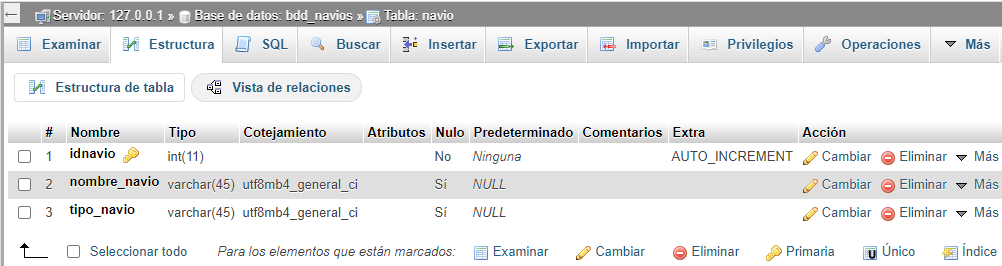 Servidor: 127.0.0.1 » Base de datos: bdd_navios » Tabla: navio
Examinar Estructura SQL Buscar Insertar Exportar Importar Privilegios Operaciones Más
Estructura de tabla Vista de relaciones
# Nombre Tipo Cotejamiento Atributos Nulo Predeterminado Comentarios Extra Acción
1 idnavio int(11) No Ninguna AUTO_INCREMENT Cambiar Eliminar Más
2 nombre_navio varchar(45) utf8mb4_general_ci Sí NULL Cambiar Eliminar Más
3 tipo_navio varchar(45) utf8mb4_general_ci Sí NULL Cambiar Eliminar Más
Seleccionar todo Para los elementos que están marcados: Examinar Cambiar Eliminar Primaria Único Índice